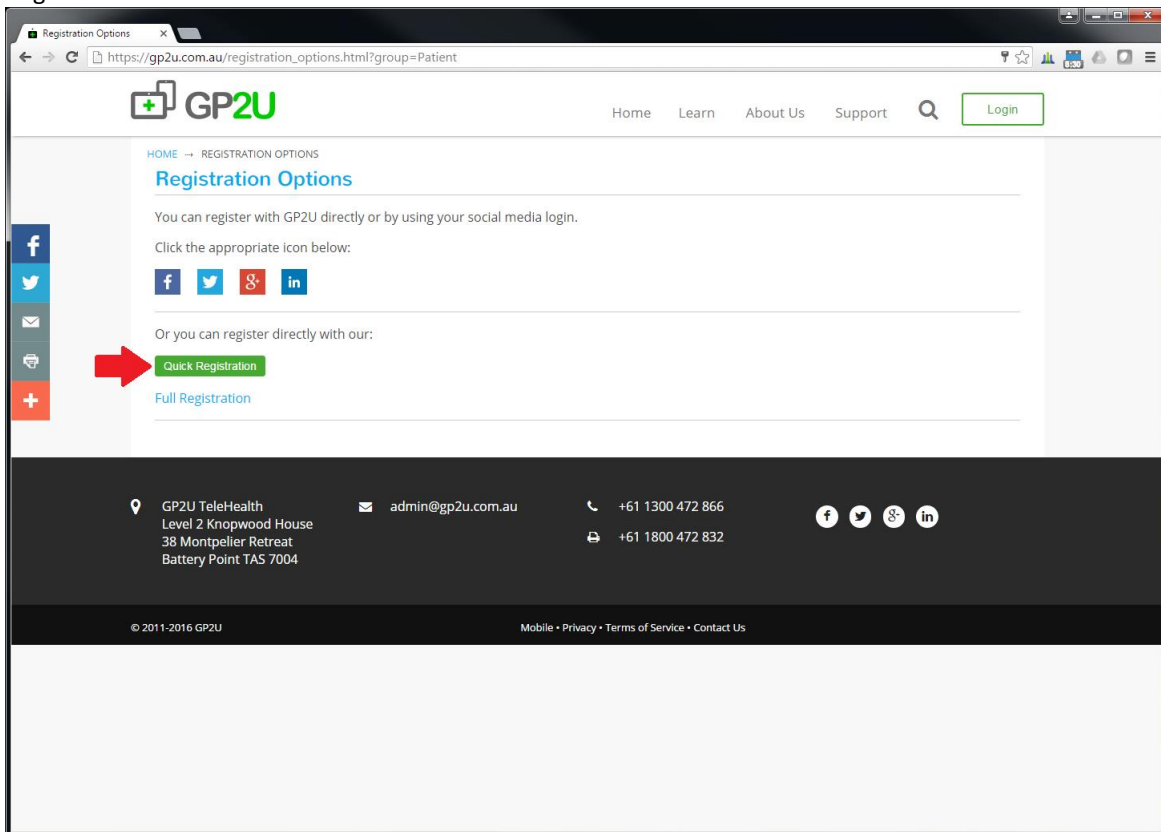 Registration Options
https://gp2u.com.au/registration_options.html?group=Patient
GP2U
Home Learn About Us Support Login
HOME → REGISTRATION OPTIONS
Registration Options
You can register with GP2U directly or by using your social media login.
Click the appropriate icon below:
Or you can register directly with our:
Quick Registration
Full Registration
GP2U TeleHealth
Level 2 Knopwood House
38 Montpelier Retreat
Battery Point TAS 7004
admin@gp2u.com.au
+61 1300 472 866
+61 1800 472 832
© 2011-2016 GP2U
Mobile • Privacy • Terms of Service • Contact Us